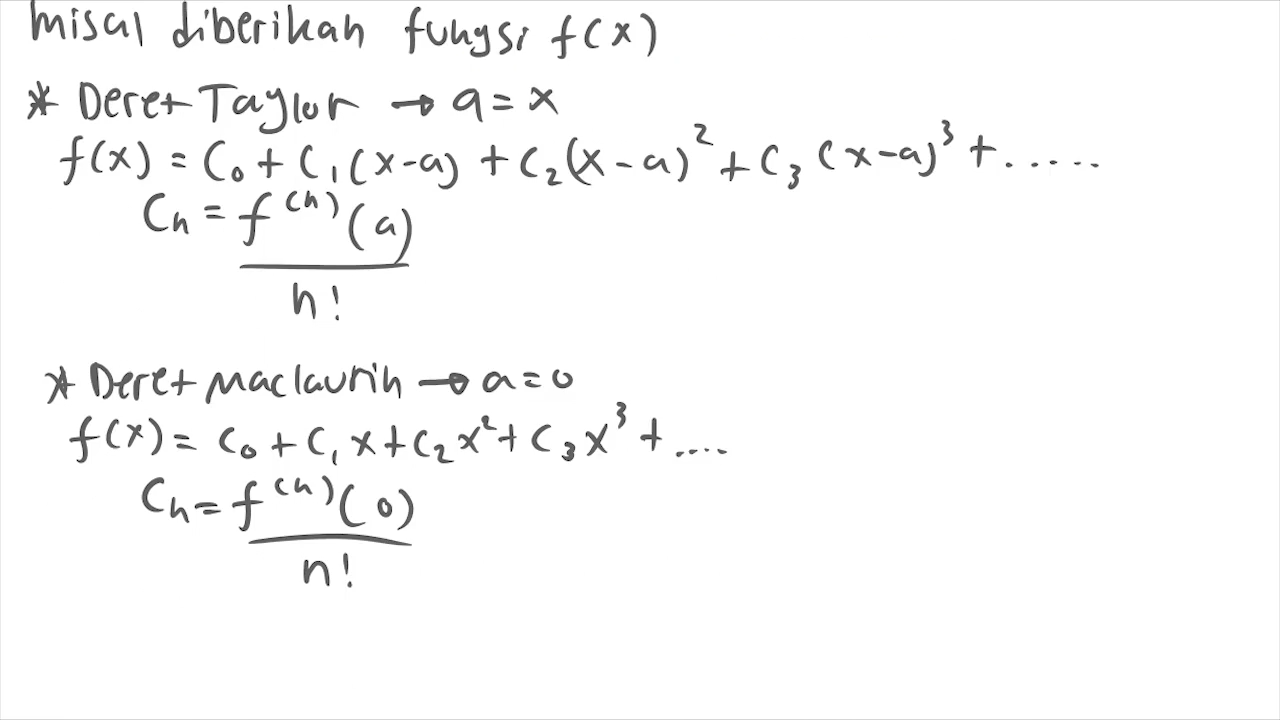 misal diberikan fungsi f(x)
* Deret Taylor → a = x
f(x) = C₀ + C₁(x-a) + C₂(x-a)² + C₃(x-a)³ + .....
Cn = f⁽ⁿ⁾(a)
n!
* Deret maclaurin → a = 0
f(x) = C₀ + C₁x + C₂x² + C₃x³ + ....
Cn = f⁽ⁿ⁾(0)
n!